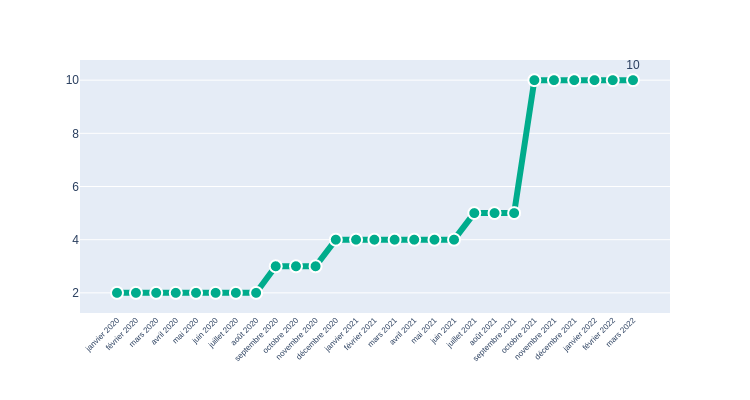 10
10
8
6
4
2
janvier 2020
février 2020
mars 2020
avril 2020
mai 2020
juin 2020
juillet 2020
août 2020
septembre 2020
octobre 2020
novembre 2020
décembre 2020
janvier 2021
février 2021
mars 2021
avril 2021
mai 2021
juin 2021
juillet 2021
août 2021
septembre 2021
octobre 2021
novembre 2021
décembre 2021
janvier 2022
février 2022
mars 2022